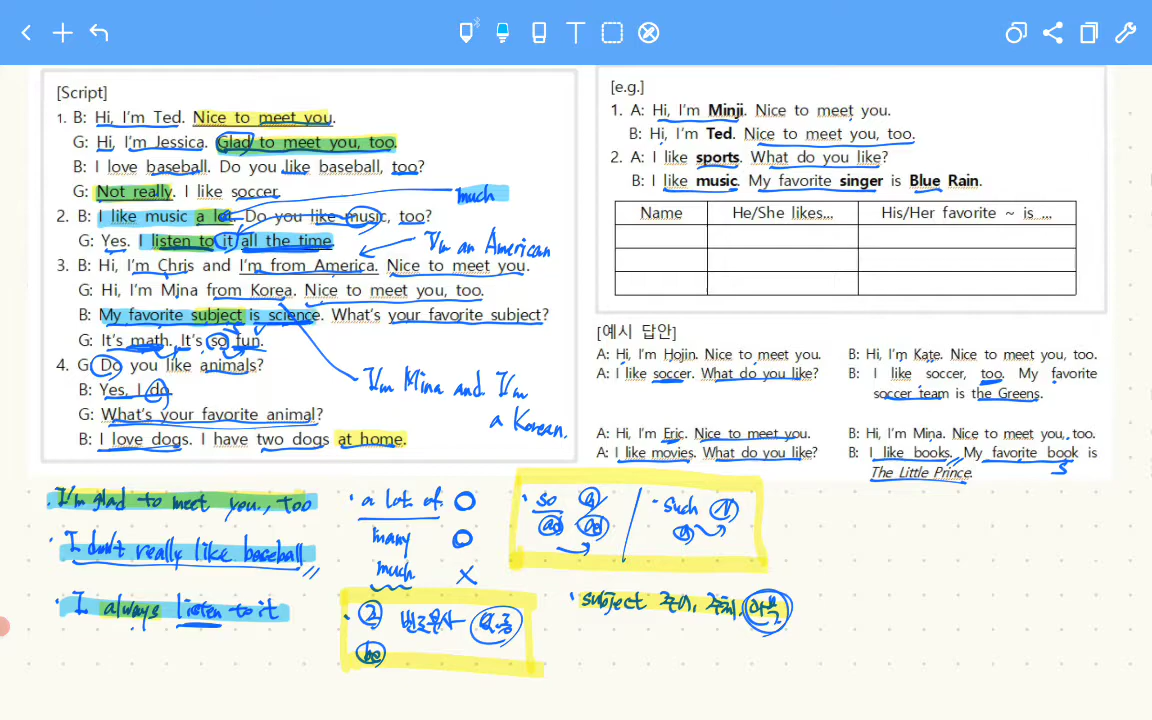 [Script]
1. B: Hi, I'm Ted. Nice to meet you.
G: Hi, I'm Jessica. Glad to meet you, too.
B: I love baseball. Do you like baseball, too?
G: Not really. I like soccer.
much
2. B: I like music a lot. Do you like music, too?
G: Yes. I listen to it all the time.
I'm an American
3. B: Hi, I'm Chris and I'm from America. Nice to meet you.
G: Hi, I'm Mina from Korea. Nice to meet you, too.
B: My favorite subject is science. What's your favorite subject?
G: It's math. It's so fun.
4. G: Do you like animals?
B: Yes, I do.
I'm Mina and I'm
a Korean.
G: What's your favorite animal?
B: I love dogs. I have two dogs at home.
[e.g.]
1. A: Hi, I'm Minji. Nice to meet you.
B: Hi, I'm Ted. Nice to meet you, too.
2. A: I like sports. What do you like?
B: I like music. My favorite singer is Blue Rain.
Name He/She likes... His/Her favorite ~ is ...
[예시 답안]
A: Hi, I'm Hojin. Nice to meet you.
A: I like soccer. What do you like?
B: Hi, I'm Kate. Nice to meet you, too.
B: I like soccer, too. My favorite
soccer team is the Greens.
A: Hi, I'm Eric. Nice to meet you.
A: I like movies. What do you like?
B: Hi, I'm Mina. Nice to meet you, too.
B: I like books. My favorite book is
The Little Prince.
I'm glad to meet you, too
I don't really like baseball
I always listen to it
a lot of O
many O
much X
be
so
such
subject 주어, 주제, 과목